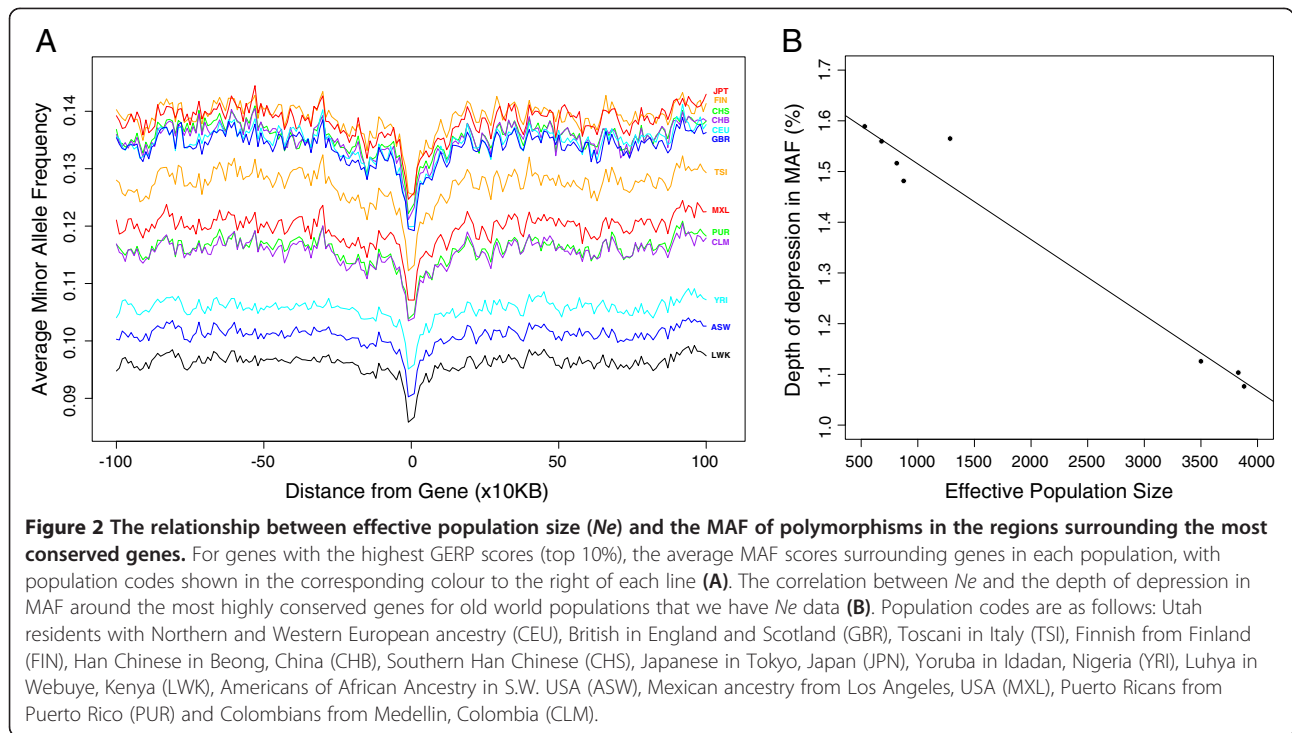 A
B
Average Minor Allele Frequency
0.14
0.13
0.12
0.11
0.10
0.09
JPT
FIN
CHS
CHB
CEU
GBR
TSI
MXL
PUR
CLM
YRI
ASW
LWK
-100
-50
0
50
100
Distance from Gene (x10KB)
Depth of depression in MAF (%)
1.7
1.6
1.5
1.4
1.3
1.2
1.1
1.0
500
1000
1500
2000
2500
3000
3500
4000
Effective Population Size
Figure 2 The relationship between effective population size (Ne) and the MAF of polymorphisms in the regions surrounding the most
conserved genes. For genes with the highest GERP scores (top 10%), the average MAF scores surrounding genes in each population, with
population codes shown in the corresponding colour to the right of each line (A). The correlation between Ne and the depth of depression in
MAF around the most highly conserved genes for old world populations that we have Ne data (B). Population codes are as follows: Utah
residents with Northern and Western European ancestry (CEU), British in England and Scotland (GBR), Toscani in Italy (TSI), Finnish from Finland
(FIN), Han Chinese in Beong, China (CHB), Southern Han Chinese (CHS), Japanese in Tokyo, Japan (JPN), Yoruba in Idadan, Nigeria (YRI), Luhya in
Webuye, Kenya (LWK), Americans of African Ancestry in S.W. USA (ASW), Mexican ancestry from Los Angeles, USA (MXL), Puerto Ricans from
Puerto Rico (PUR) and Colombians from Medellin, Colombia (CLM).